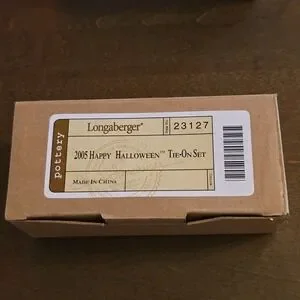 pottery
Longaberger®
23127
2005 HAPPY HALLOWEEN™ TIE-ON SET
MADE IN CHINA